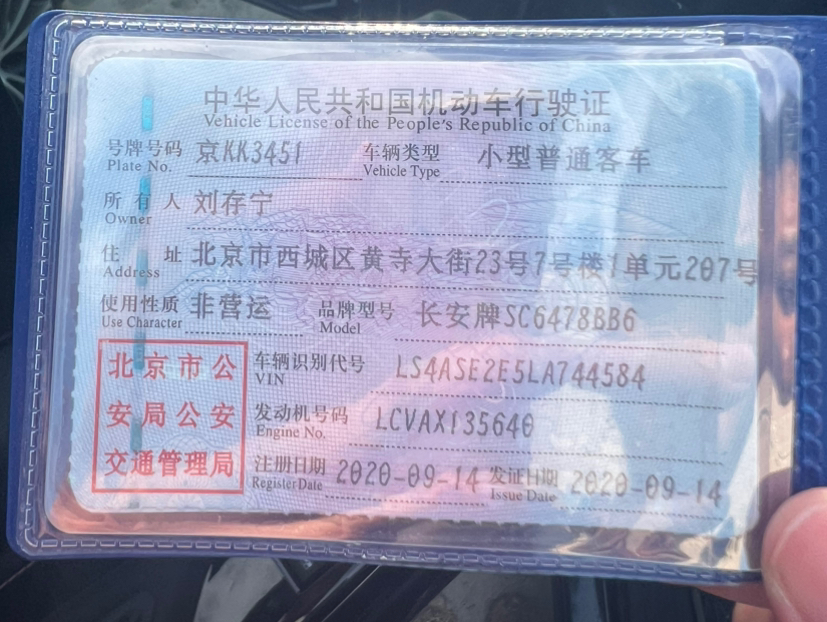 中华人民共和国机动车行驶证
Vehicle License of the People's Republic of China
号牌号码 京KK3451 车辆类型 小型普通客车
Plate No. Vehicle Type
所有人 刘存宁
Owner
住址 北京市西城区黄寺大街23号7号楼1单元207号
Address
使用性质 非营运 品牌型号 长安牌SC6478BB6
Use Character Model
北京市公安局公安交通管理局
车辆识别代号 LS4ASE2E5LA744584
VIN
发动机号码 LCVAX135640
Engine No.
注册日期 2020-09-14 发证日期 2020-09-14
Register Date Issue Date